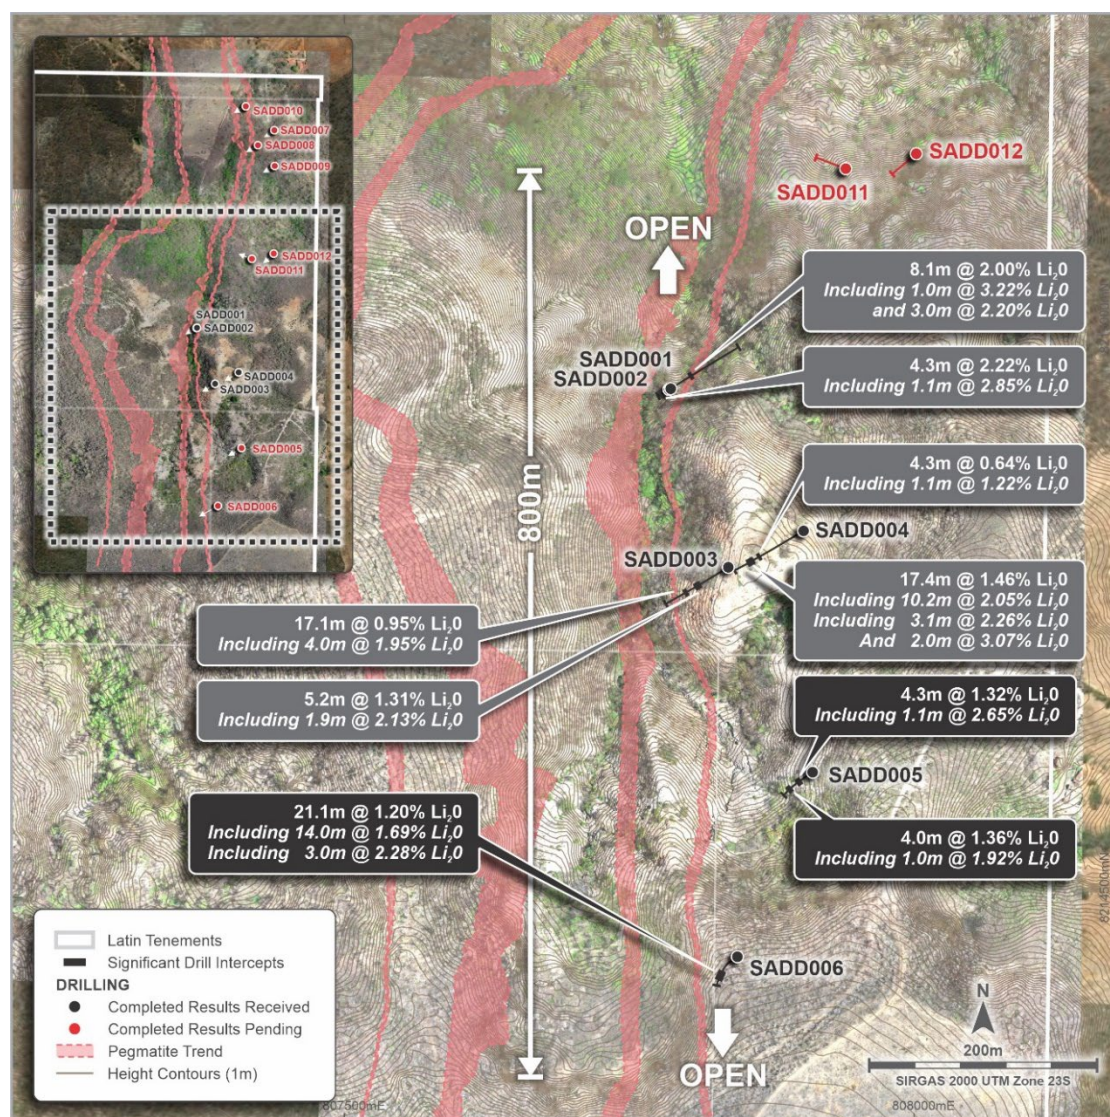 SADD010
SADD007
SADD008
SADD009
SADD012
SADD011
SADD001
SADD002
SADD004
SADD003
SADD005
SADD006
SADD012
SADD011
OPEN
8.1m @ 2.00% Li₂0
Including 1.0m @ 3.22% Li₂0
and 3.0m @ 2.20% Li₂0
SADD001
SADD002
4.3m @ 2.22% Li₂0
Including 1.1m @ 2.85% Li₂0
800m
4.3m @ 0.64% Li₂0
Including 1.1m @ 1.22% Li₂0
SADD004
SADD003
17.4m @ 1.46% Li₂0
Including 10.2m @ 2.05% Li₂0
Including 3.1m @ 2.26% Li₂0
And 2.0m @ 3.07% Li₂0
17.1m @ 0.95% Li₂0
Including 4.0m @ 1.95% Li₂0
5.2m @ 1.31% Li₂0
Including 1.9m @ 2.13% Li₂0
4.3m @ 1.32% Li₂0
Including 1.1m @ 2.65% Li₂0
SADD005
21.1m @ 1.20% Li₂0
Including 14.0m @ 1.69% Li₂0
Including 3.0m @ 2.28% Li₂0
4.0m @ 1.36% Li₂0
Including 1.0m @ 1.92% Li₂0
SADD006
OPEN
Latin Tenements
Significant Drill Intercepts
DRILLING
Completed Results Received
Completed Results Pending
Pegmatite Trend
Height Contours (1m)
N
200m
SIRGAS 2000 UTM Zone 23S
807500mE
808000mE